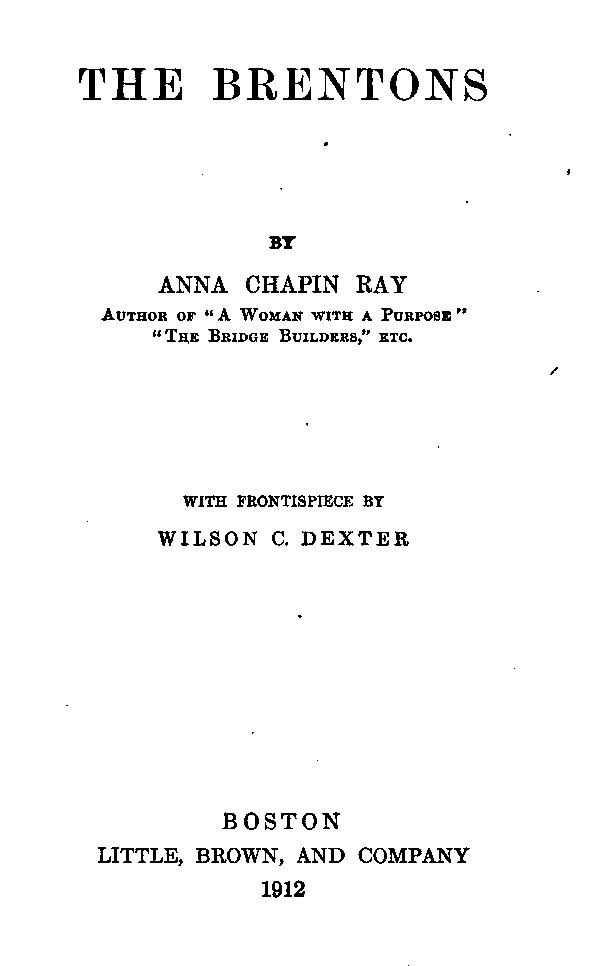 THE BRENTONS
BY
ANNA CHAPIN RAY
AUTHOR OF "A WOMAN WITH A PURPOSE"
"THE BRIDGE BUILDERS," ETC.
WITH FRONTISPIECE BY
WILSON C. DEXTER
BOSTON
LITTLE, BROWN, AND COMPANY
1912